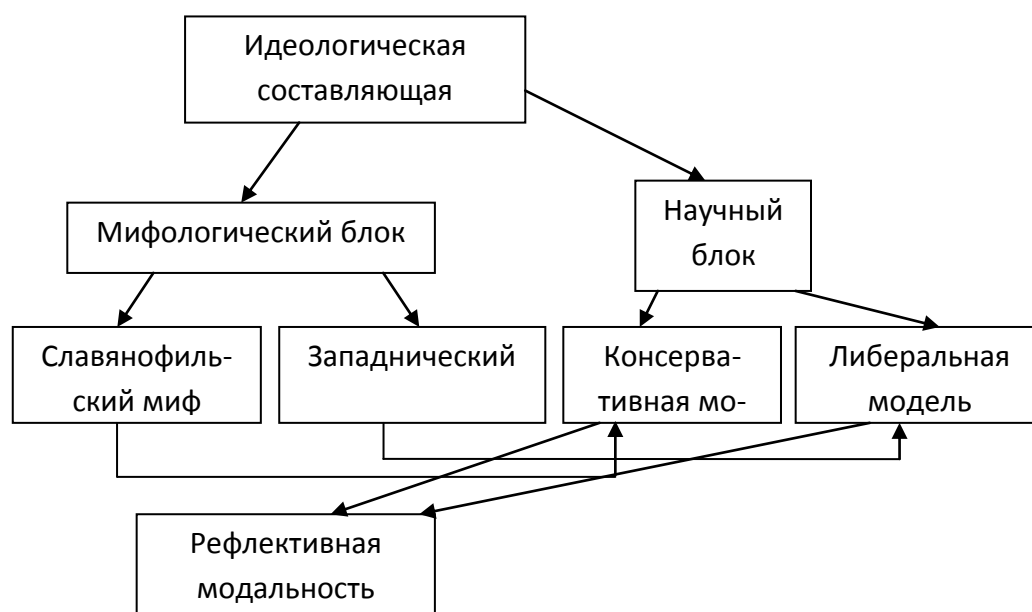 Идеологическая
составляющая
Мифологический блок
Научный
блок
Славянофиль-
ский миф
Западнический
Консерва-
тивная мо-
Либеральная
модель
Рефлективная
модальность